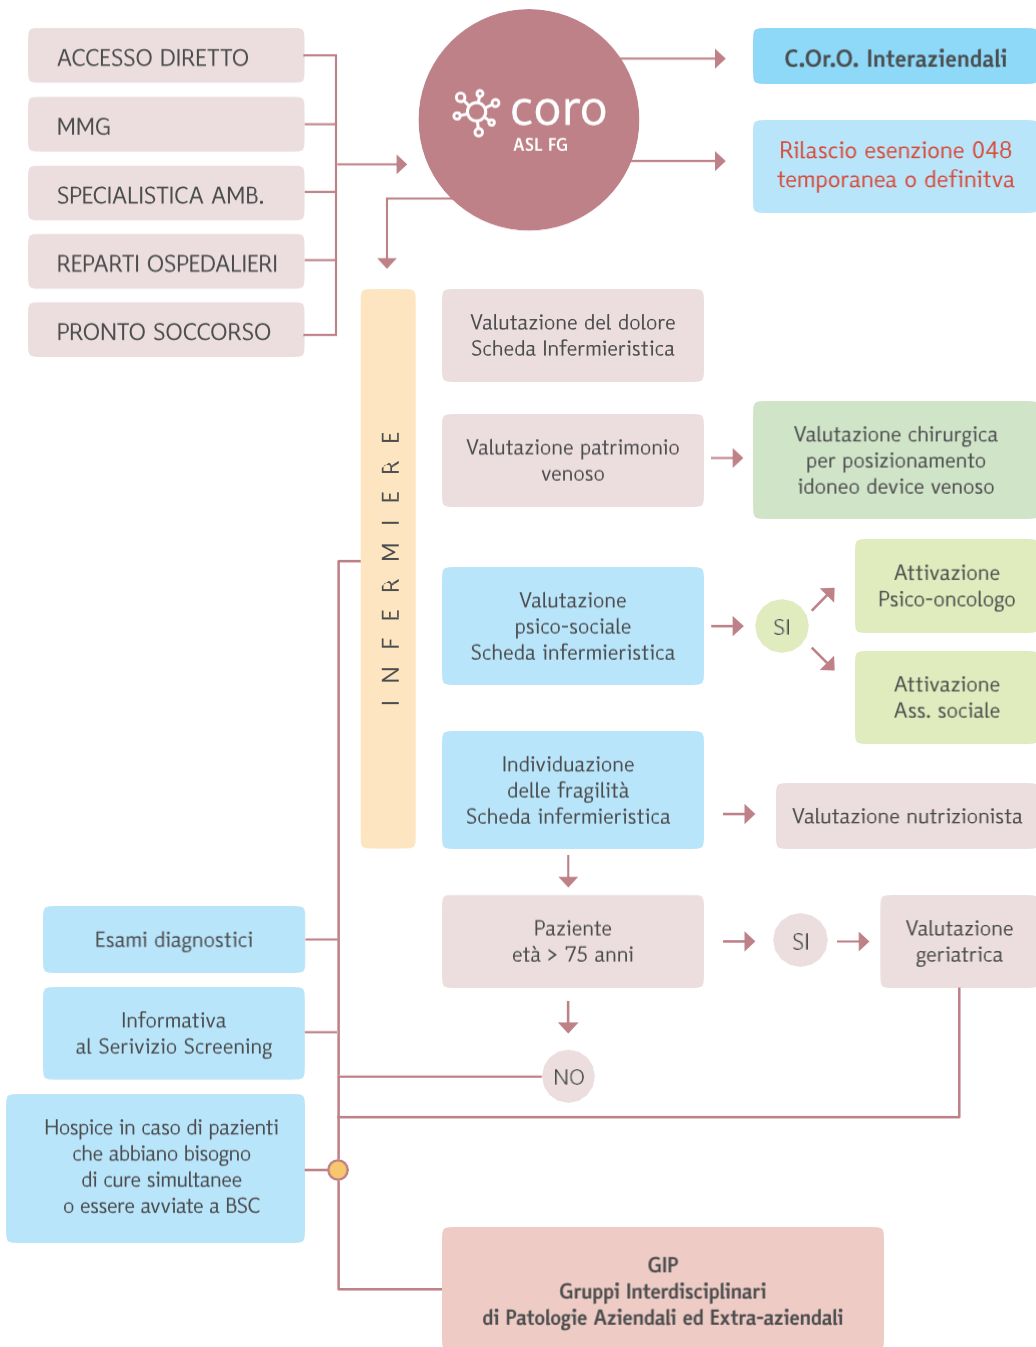 ACCESSO DIRETTO
MMG
SPECIALISTICA AMB.
REPARTI OSPEDALIERI
PRONTO SOCCORSO
coro
ASL FG
C.Or.O. Interaziendali
Rilascio esenzione 048
temporanea o definitva
INFERMIERE
Valutazione del dolore
Scheda Infermieristica
Valutazione patrimonio
venoso
Valutazione chirurgica
per posizionamento
idoneo device venoso
Valutazione
psico-sociale
Scheda infermieristica
SI
Attivazione
Psico-oncologo
Attivazione
Ass. sociale
Individuazione
delle fragilità
Scheda infermieristica
Valutazione nutrizionista
Paziente
età > 75 anni
SI
Valutazione
geriatrica
NO
Esami diagnostici
Informativa
al Serivizio Screening
Hospice in caso di pazienti
che abbiano bisogno
di cure simultanee
o essere avviate a BSC
GIP
Gruppi Interdisciplinari
di Patologie Aziendali ed Extra-aziendali